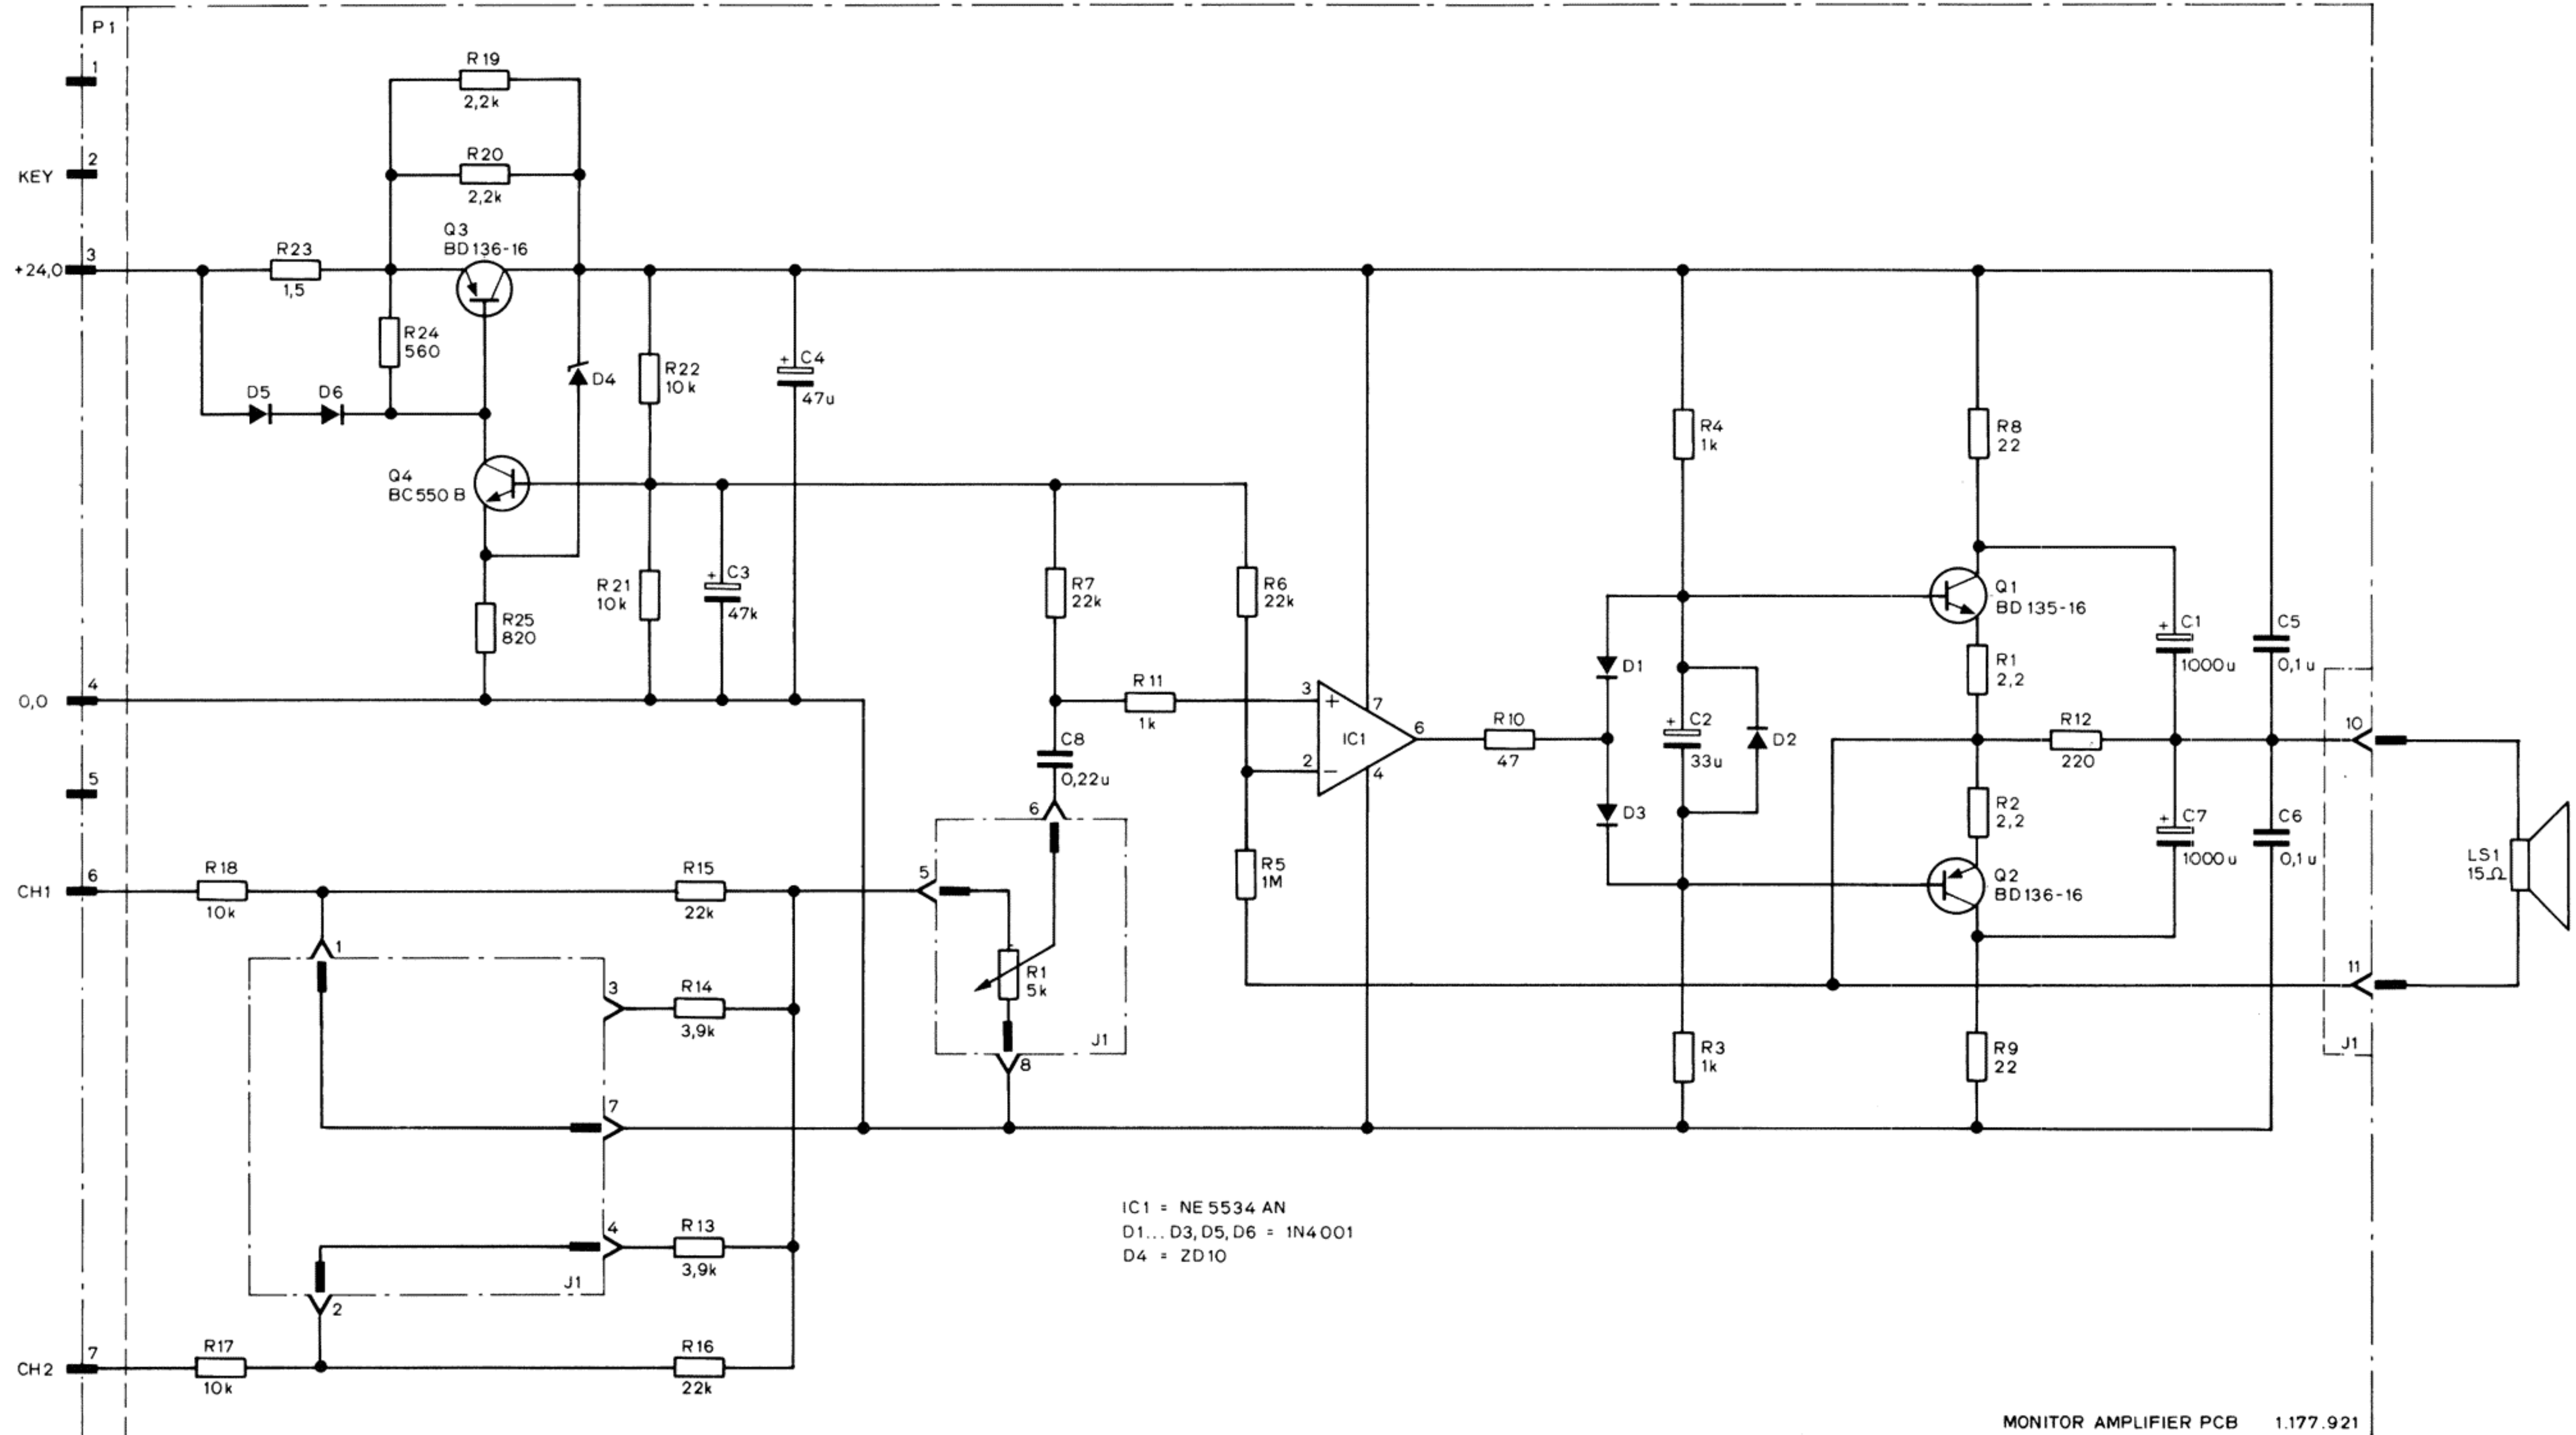 P1
1
R19
2,2k
2
KEY
R20
2,2k
Q3
BD136-16
3
+24,0
R23
1,5
R24
560
D5
D6
D4
R22
10k
+
C4
47u
Q4
BC550 B
R25
820
R21
10k
+
C3
47k
R7
22k
R6
22k
4
0,0
R11
1k
3
+
7
IC1
6
2
−
4
R10
47
D1
D3
R4
1k
+
C2
33u
D2
R8
22
Q1
BD135-16
R1
2,2
R12
220
R2
2,2
Q2
BD136-16
+
C1
1000u
+
C7
1000u
C5
0,1u
C6
0,1u
10
11
J1
LS1
15Ω
R3
1k
R9
22
C8
0,22u
6
5
R1
5k
J1
8
R5
1M
5
6
CH1
R18
10k
R15
22k
1
3
R14
3,9k
7
4
R13
3,9k
J1
2
7
CH2
R17
10k
R16
22k
IC1 = NE5534 AN
D1...D3,D5,D6 = 1N4001
D4 = ZD10
MONITOR AMPLIFIER PCB 1.177.921